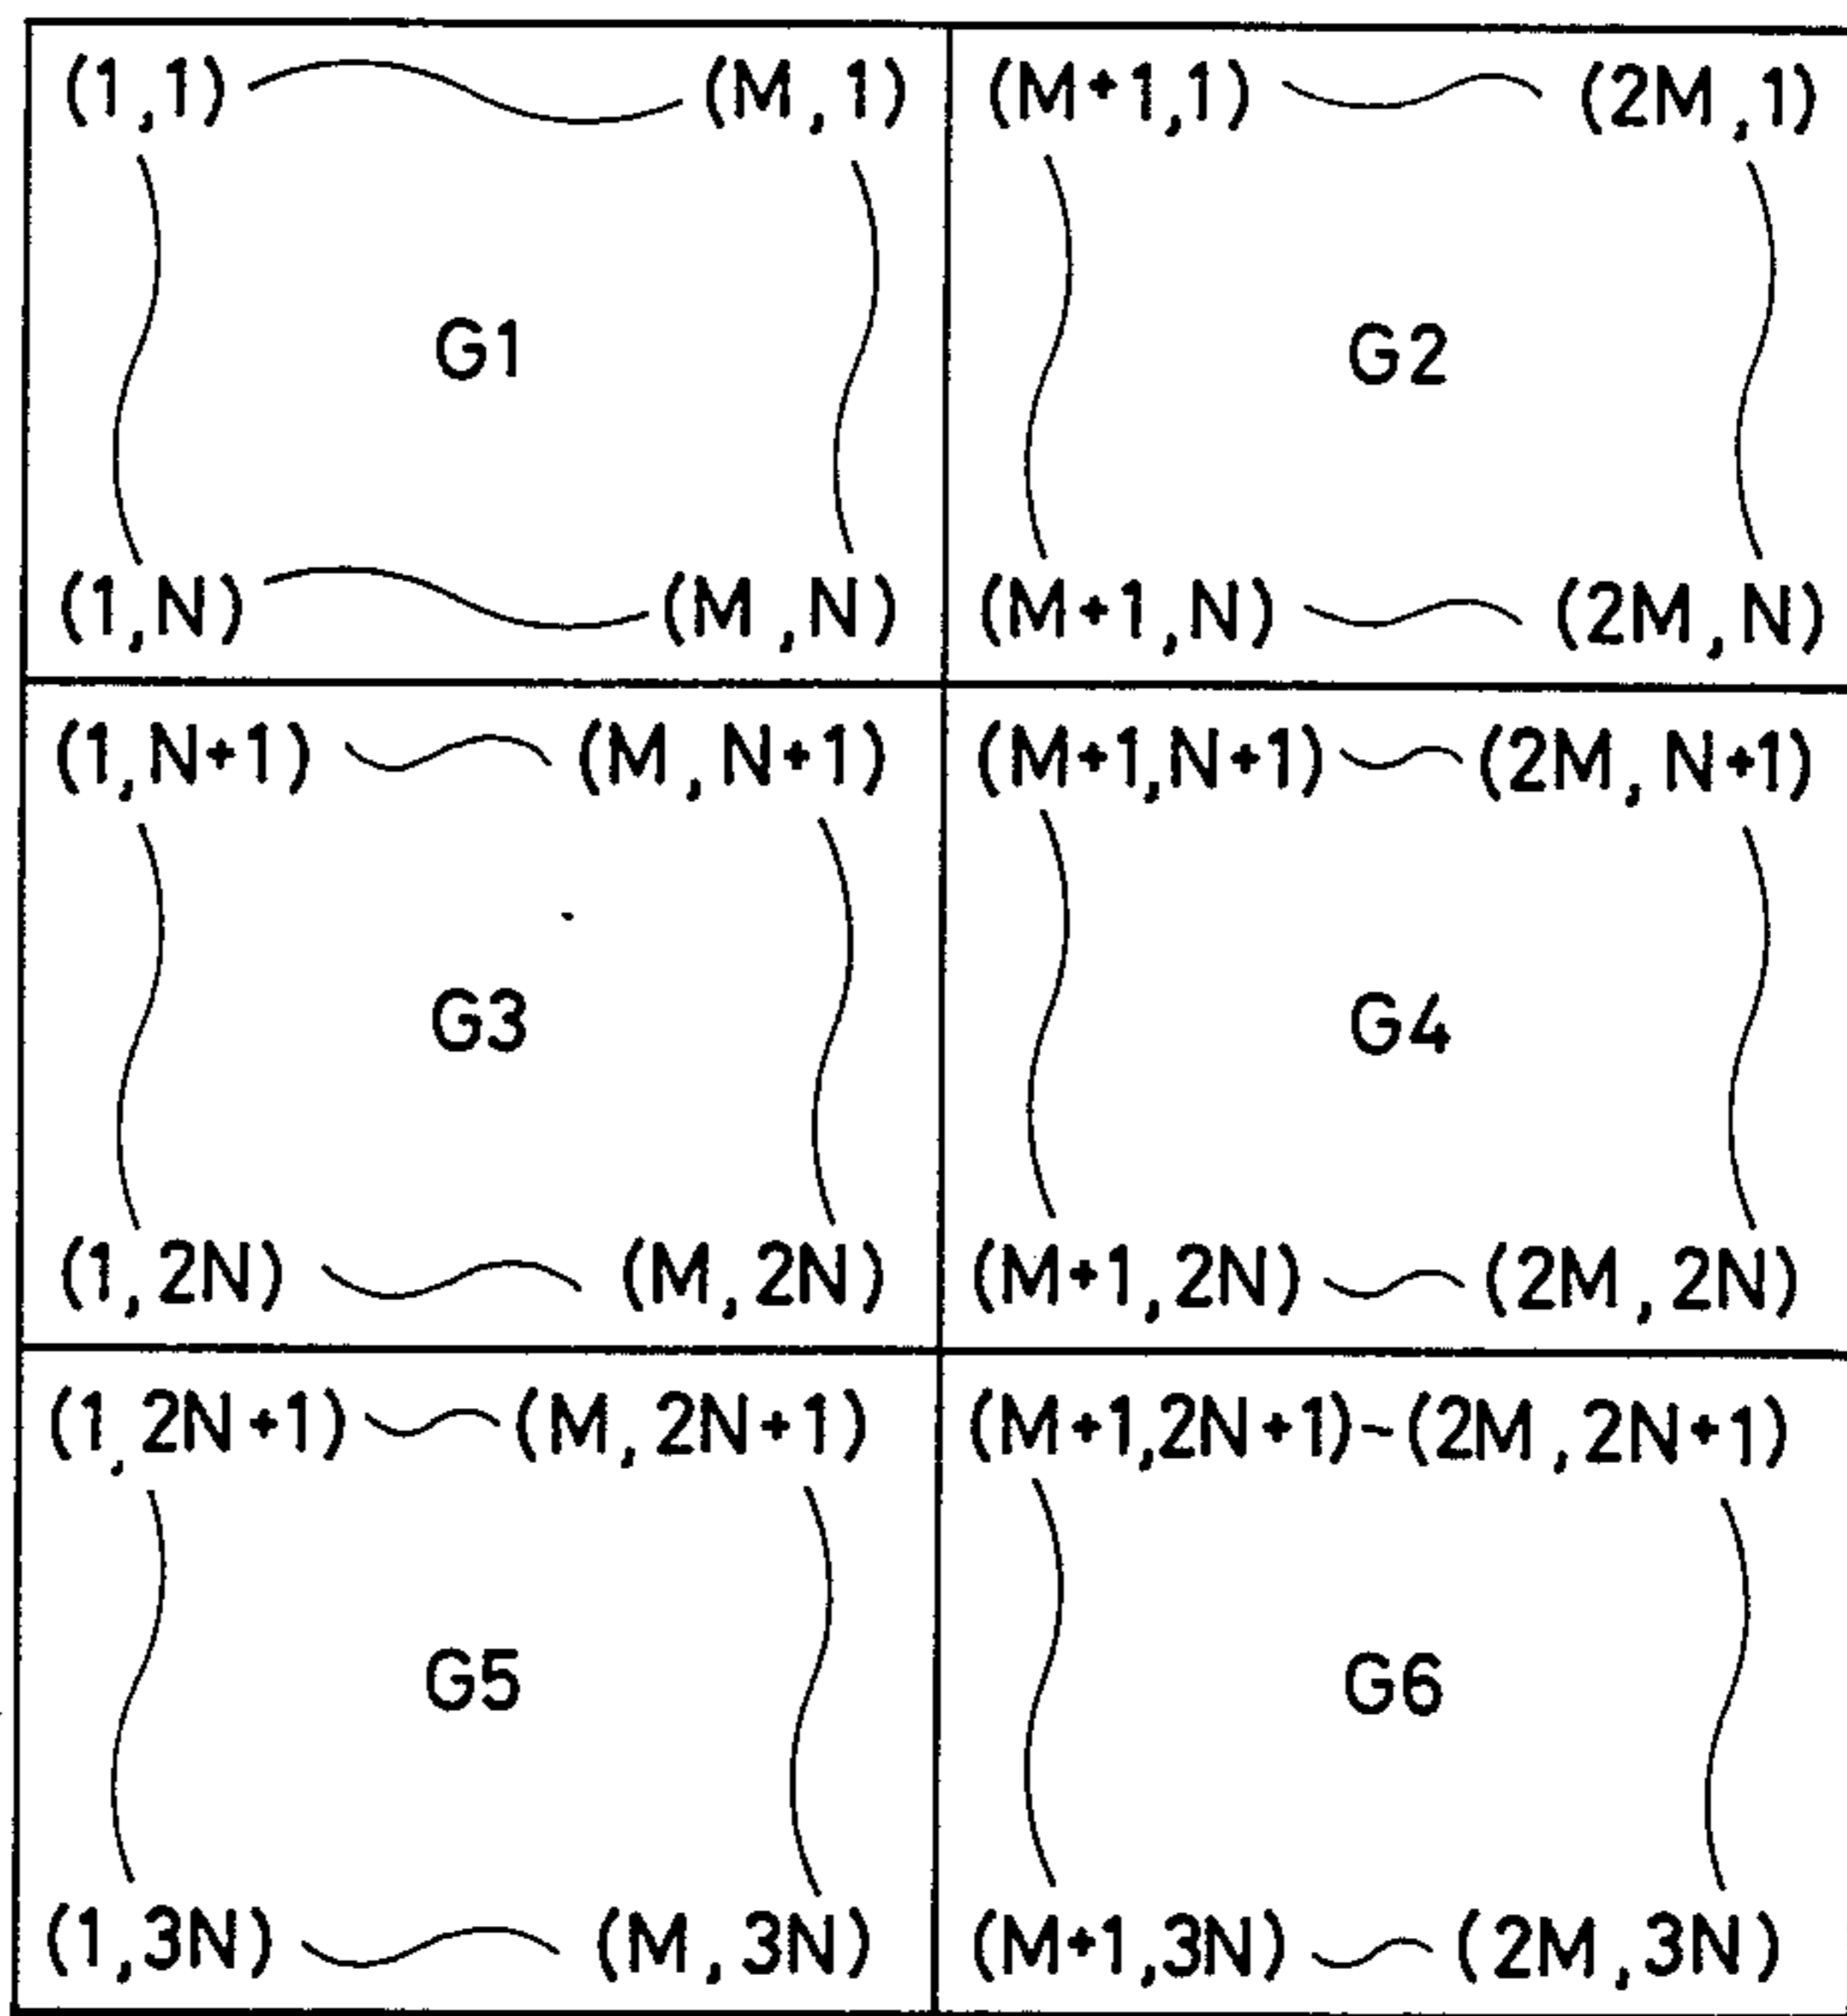 (1,1) (M,1) (M+1,1) (2M,1)
G1 G2
(1,N) (M,N) (M+1,N) (2M,N)
(1,N+1) (M,N+1) (M+1,N+1) (2M,N+1)
G3 G4
(1,2N) (M,2N) (M+1,2N) (2M,2N)
(1,2N+1) (M,2N+1) (M+1,2N+1)~(2M,2N+1)
G5 G6
(1,3N) (M,3N) (M+1,3N) (2M,3N)